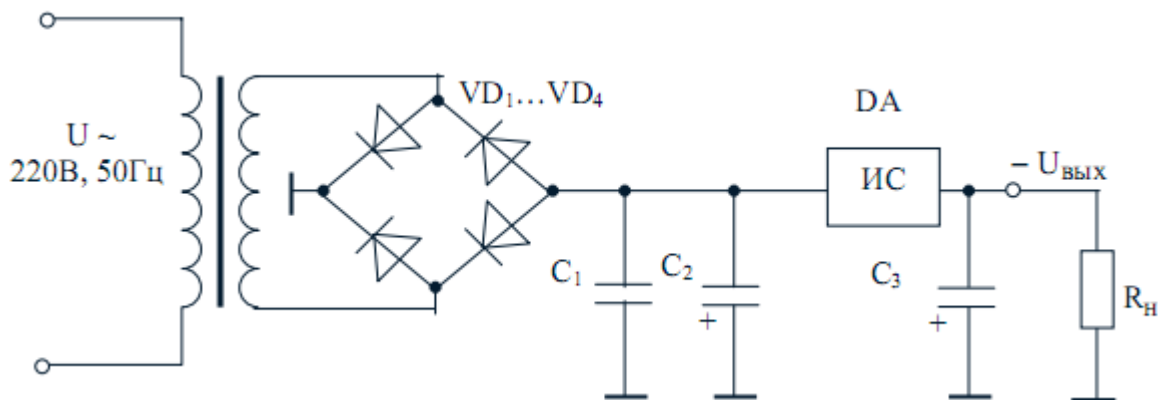 U ~
220В, 50Гц
VD₁…VD₄
DA
ИС
– Uвых
C₁
C₂
+
C₃
+
Rн